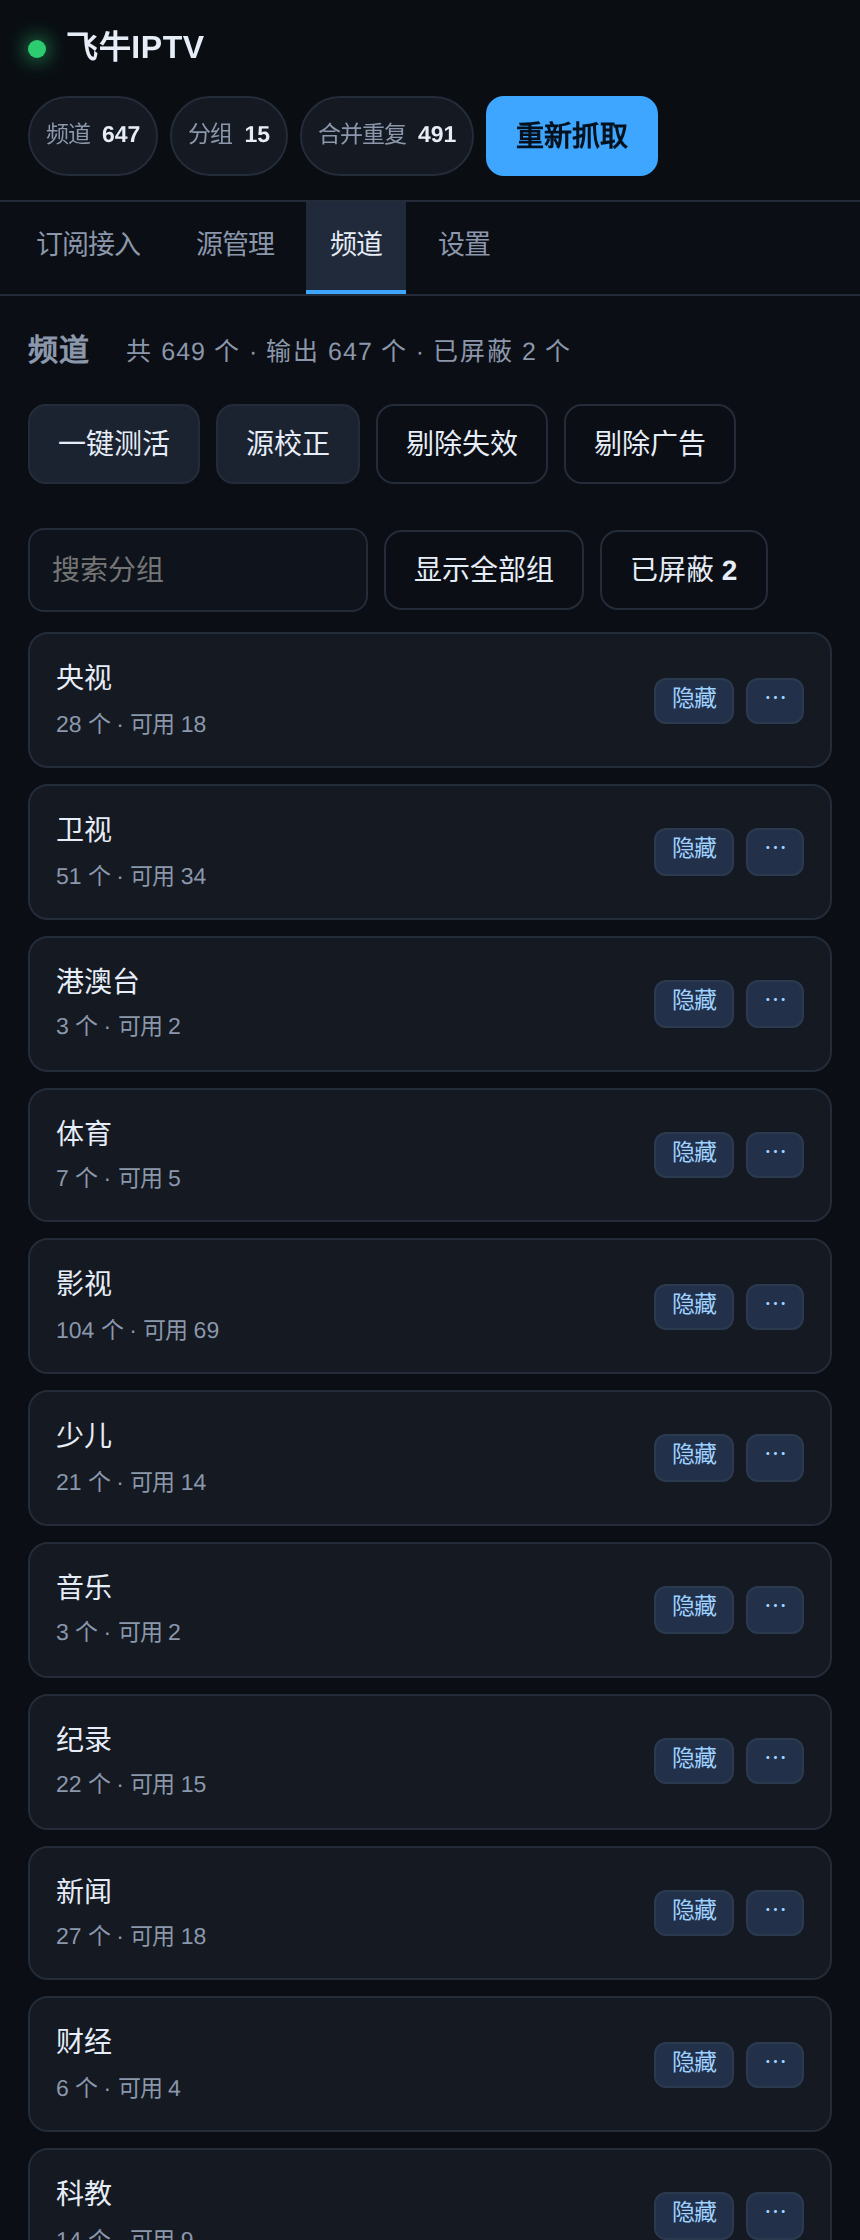 飞牛IPTV
频道 647 分组 15 合并重复 491 重新抓取
订阅接入 源管理 频道 设置
频道 共 649 个 · 输出 647 个 · 已屏蔽 2 个
一键测活 源校正 剔除失效 剔除广告
搜索分组 显示全部组 已屏蔽 2
央视
28 个 · 可用 18
隐藏 ···
卫视
51 个 · 可用 34
隐藏 ···
港澳台
3 个 · 可用 2
隐藏 ···
体育
7 个 · 可用 5
隐藏 ···
影视
104 个 · 可用 69
隐藏 ···
少儿
21 个 · 可用 14
隐藏 ···
音乐
3 个 · 可用 2
隐藏 ···
纪录
22 个 · 可用 15
隐藏 ···
新闻
27 个 · 可用 18
隐藏 ···
财经
6 个 · 可用 4
隐藏 ···
科教
14 个 · 可用 9
隐藏 ···